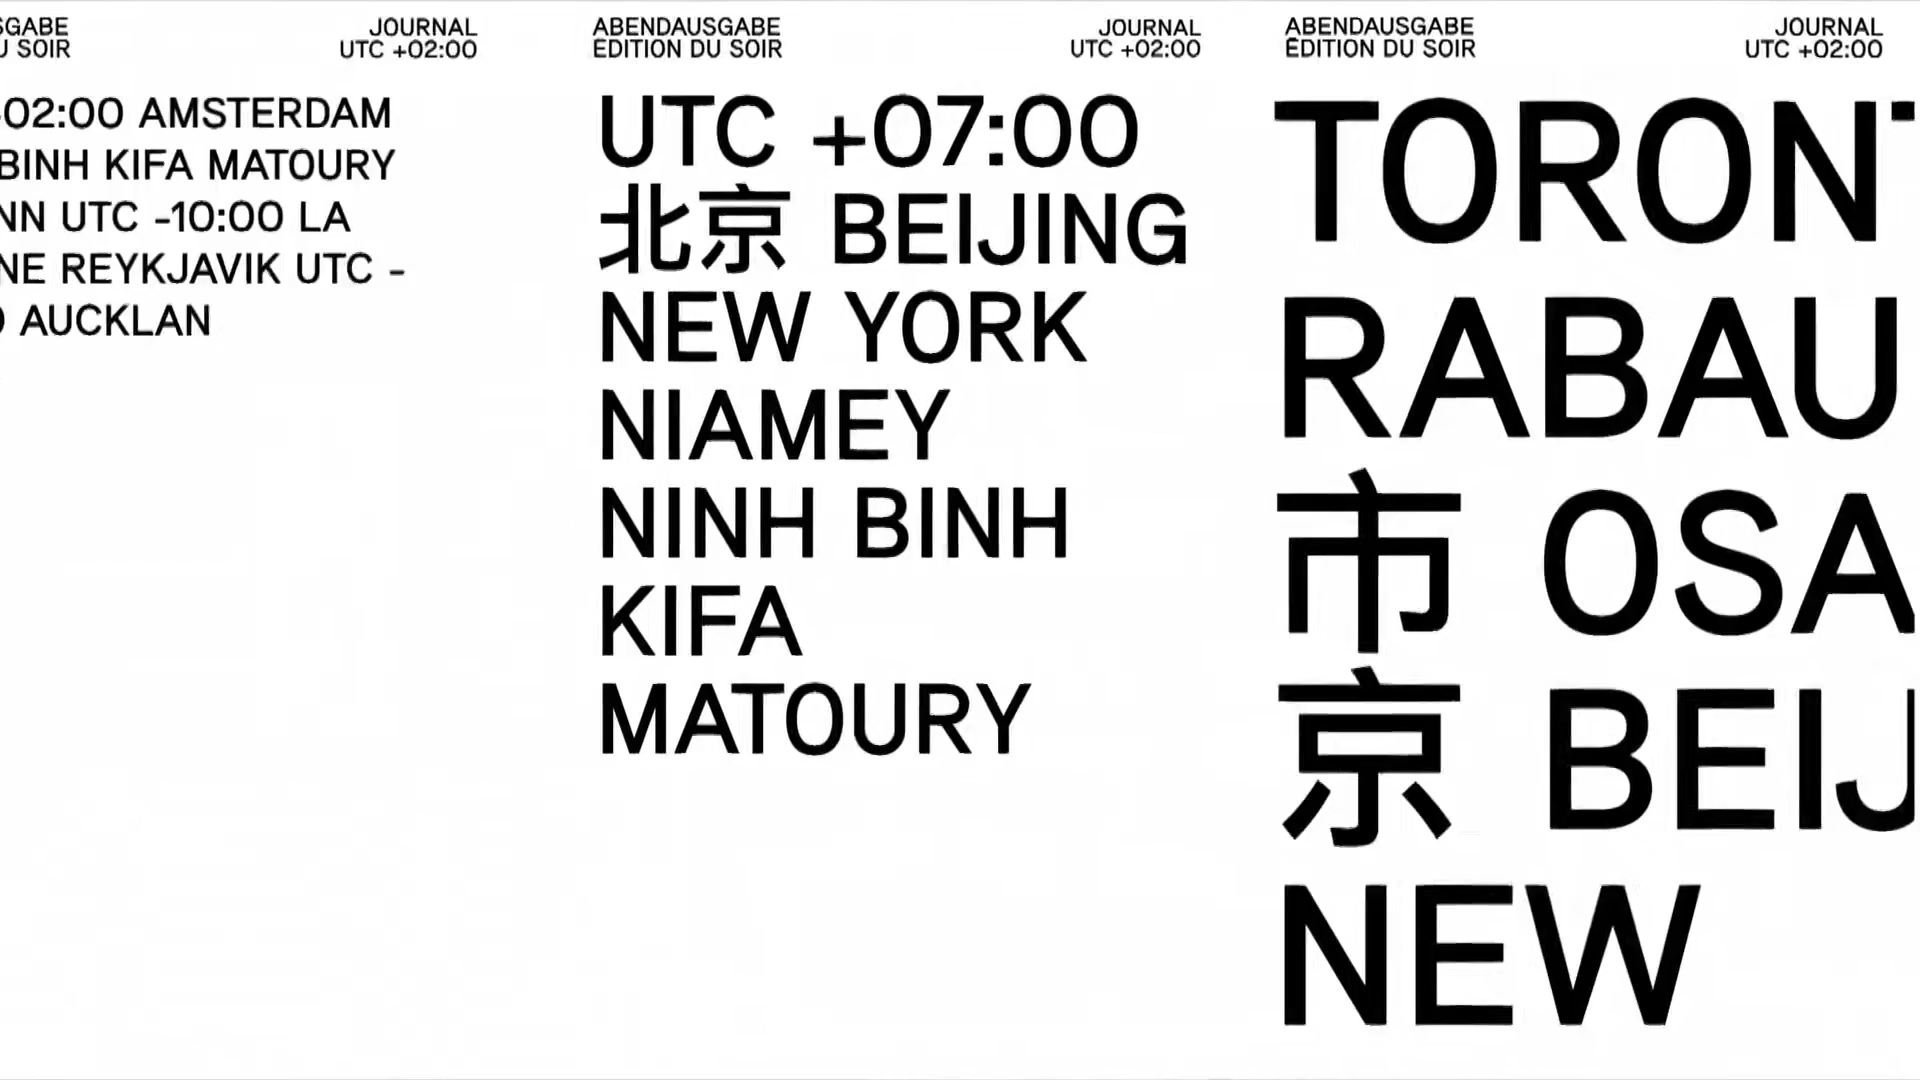 SGABE
U SOIR
JOURNAL
UTC +02:00
02:00 AMSTERDAM
BINH KIFA MATOURY
NN UTC -10:00 LA
NE REYKJAVIK UTC -
AUCKLAN
ABENDAUSGABE
ÉDITION DU SOIR
JOURNAL
UTC +02:00
UTC +07:00
北京 BEIJING
NEW YORK
NIAMEY
NINH BINH
KIFA
MATOURY
ABENDAUSGABE
ÉDITION DU SOIR
JOURNAL
UTC +02:00
TORONT
RABAU
市 OSA
京 BEIJ
NEW